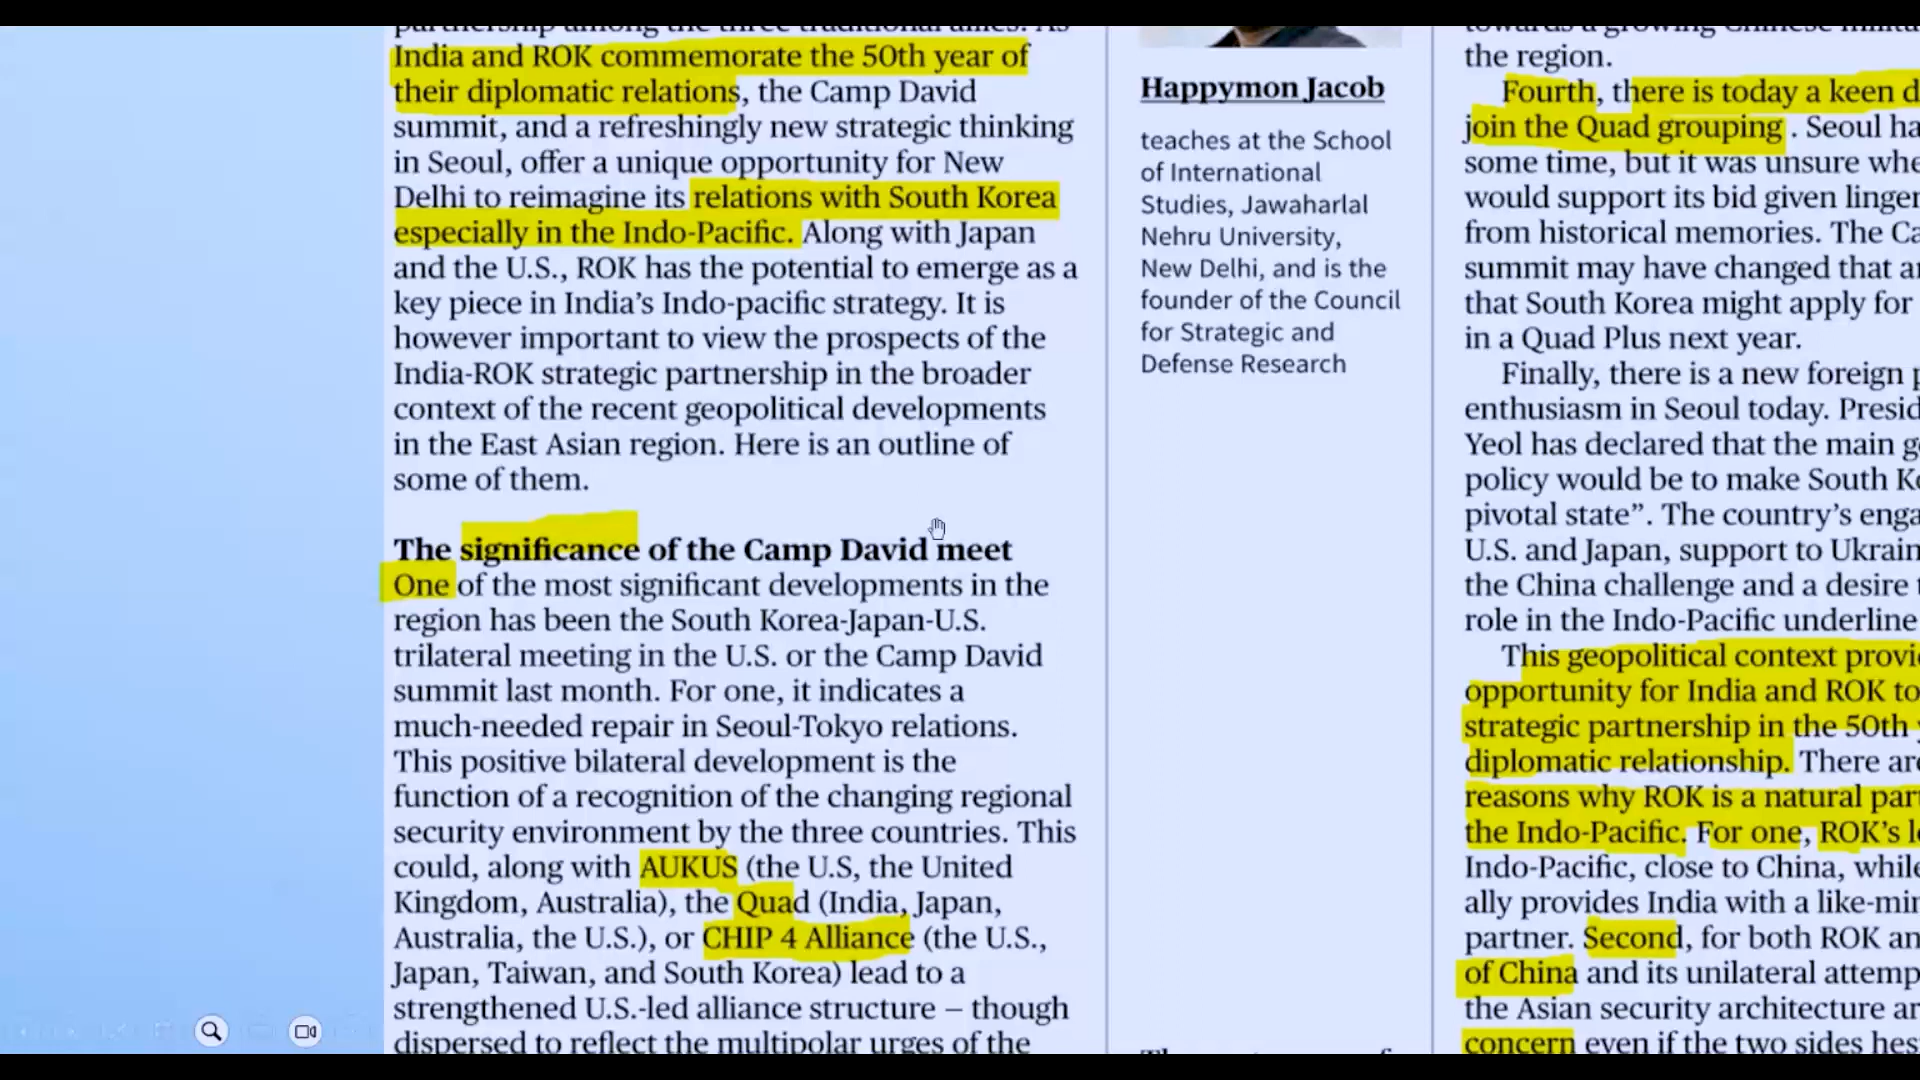 partnership among the three traditional allies. As
India and ROK commemorate the 50th year of
their diplomatic relations, the Camp David
summit, and a refreshingly new strategic thinking
in Seoul, offer a unique opportunity for New
Delhi to reimagine its relations with South Korea
especially in the Indo-Pacific. Along with Japan
and the U.S., ROK has the potential to emerge as a
key piece in India's Indo-pacific strategy. It is
however important to view the prospects of the
India-ROK strategic partnership in the broader
context of the recent geopolitical developments
in the East Asian region. Here is an outline of
some of them.
The significance of the Camp David meet
One of the most significant developments in the
region has been the South Korea-Japan-U.S.
trilateral meeting in the U.S. or the Camp David
summit last month. For one, it indicates a
much-needed repair in Seoul-Tokyo relations.
This positive bilateral development is the
function of a recognition of the changing regional
security environment by the three countries. This
could, along with AUKUS (the U.S, the United
Kingdom, Australia), the Quad (India, Japan,
Australia, the U.S.), or CHIP 4 Alliance (the U.S.,
Japan, Taiwan, and South Korea) lead to a
strengthened U.S.-led alliance structure — though
dispersed to reflect the multipolar urges of the
Happymon Jacob
teaches at the School
of International
Studies, Jawaharlal
Nehru University,
New Delhi, and is the
founder of the Council
for Strategic and
Defense Research
towards a growing Chinese
the region.
Fourth, there is today a keen
join the Quad grouping . Seoul
some time, but it was unsure
would support its bid given
from historical memories. The
summit may have changed that
that South Korea might apply for
in a Quad Plus next year.
Finally, there is a new foreign
enthusiasm in Seoul today.
Yeol has declared that the main
policy would be to make South
pivotal state”. The country's
U.S. and Japan, support to
the China challenge and a desire
role in the Indo-Pacific
This geopolitical context
opportunity for India and ROK to
strategic partnership in the 50th
diplomatic relationship. There
reasons why ROK is a natural
the Indo-Pacific. For one, ROK's
Indo-Pacific, close to China,
ally provides India with a
partner. Second, for both ROK
of China and its unilateral
the Asian security architecture
concern even if the two sides